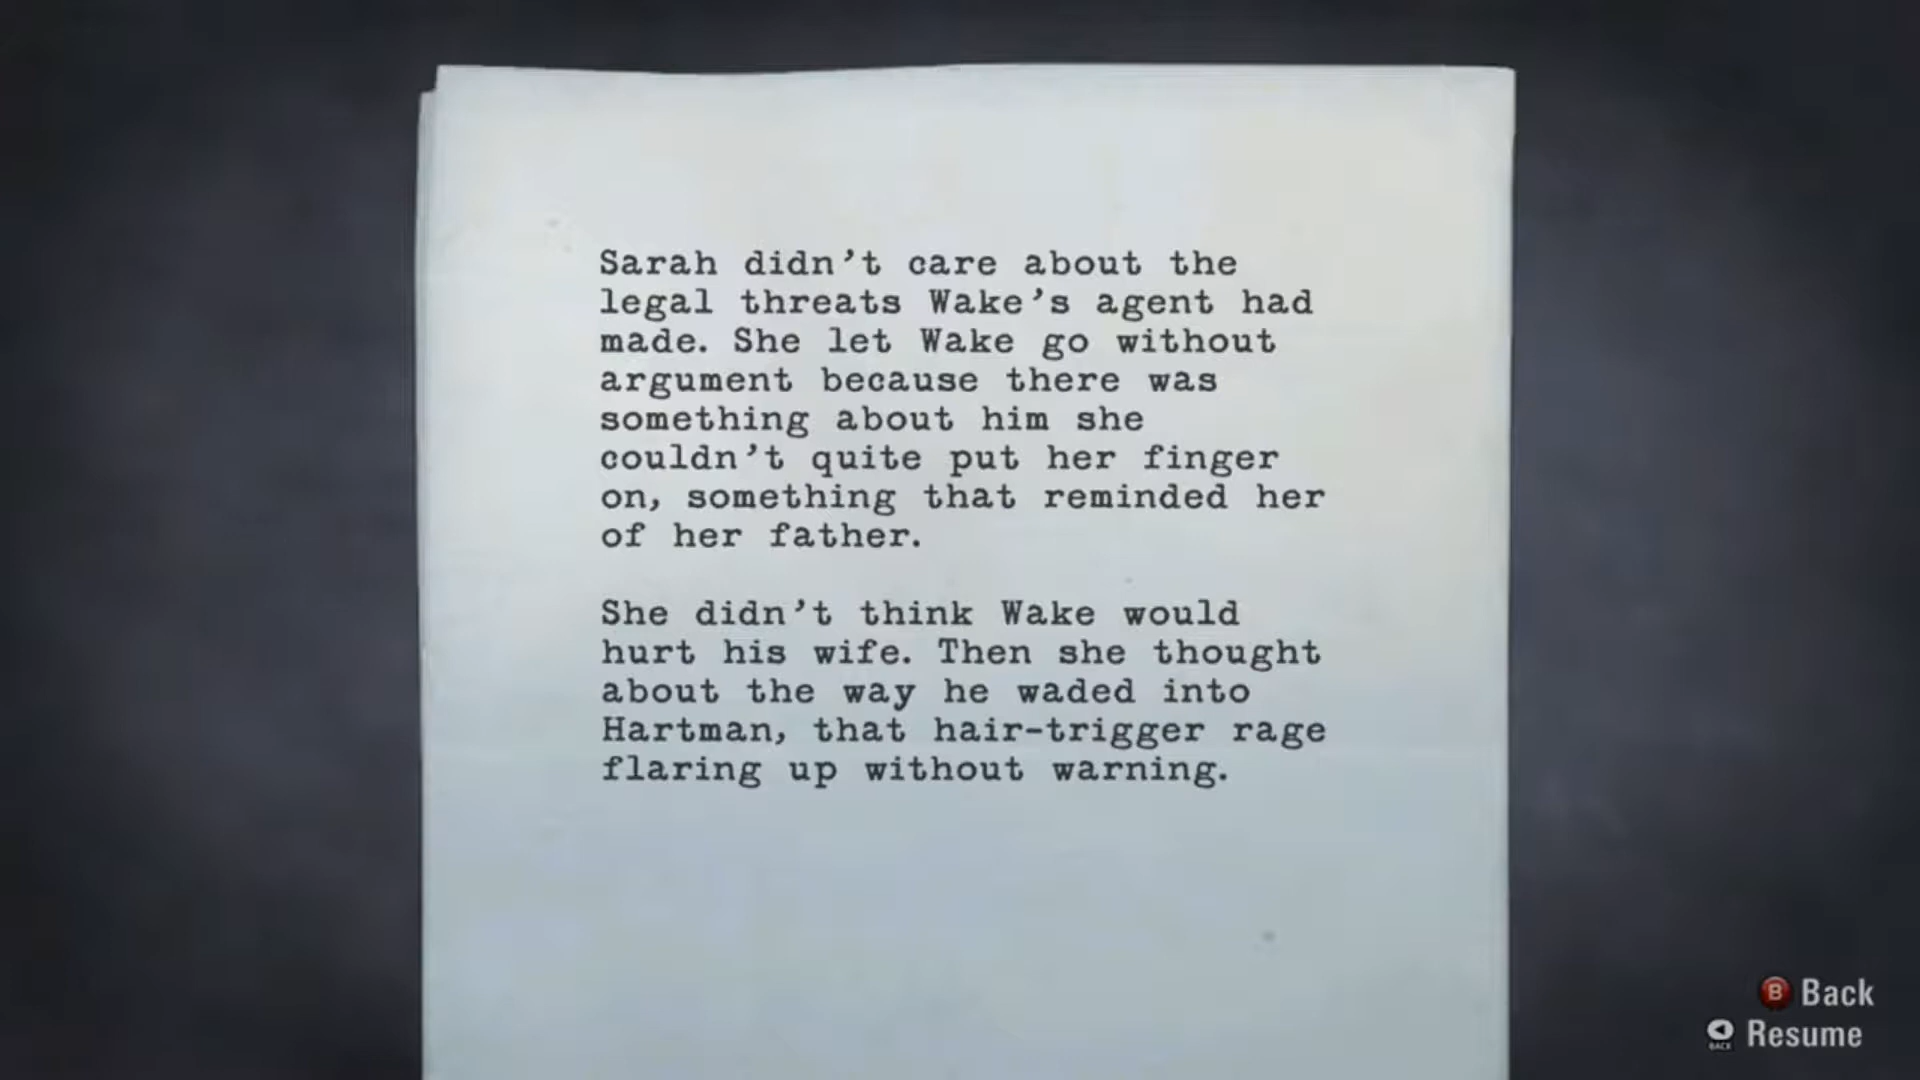 Sarah didn’t care about the
legal threats Wake’s agent had
made. She let Wake go without
argument because there was
something about him she
couldn’t quite put her finger
on, something that reminded her
of her father.
She didn’t think Wake would
hurt his wife. Then she thought
about the way he waded into
Hartman, that hair-trigger rage
flaring up without warning.
B Back
BACK Resume